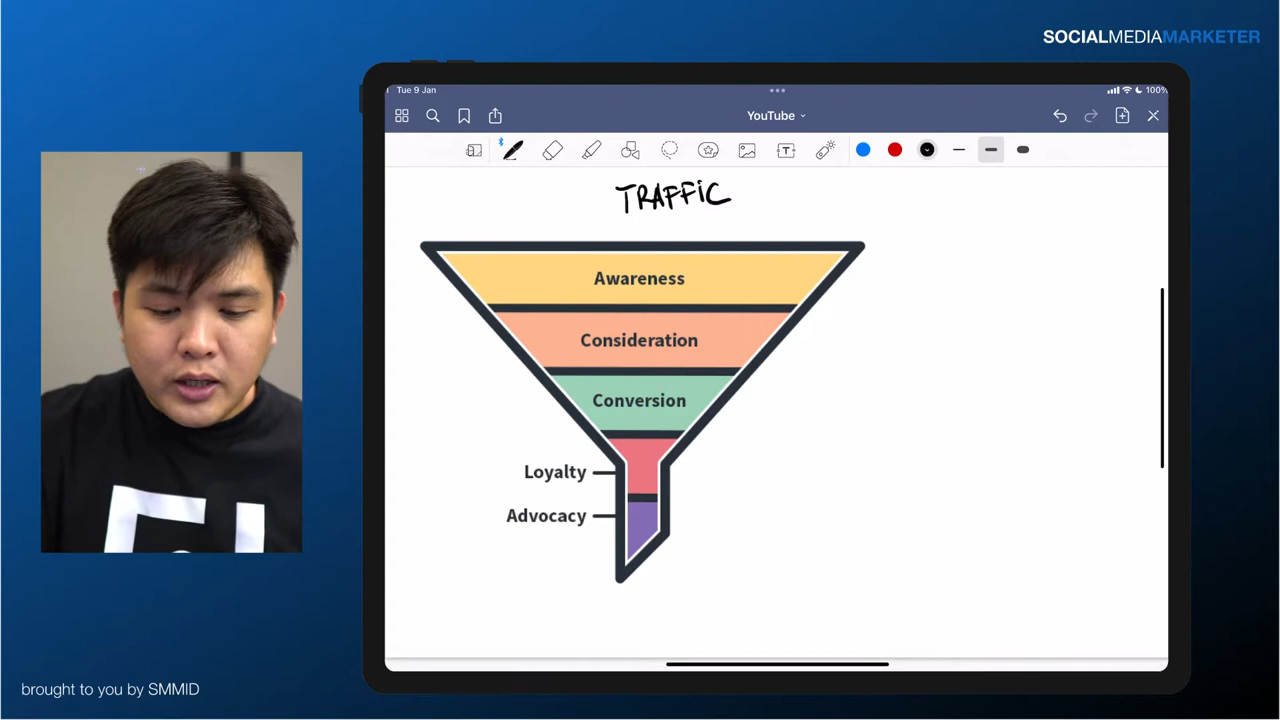 SOCIALMEDIAMARKETER
Tue 9 Jan
100%
YouTube
T
TRAFFIC
Awareness
Consideration
Conversion
Loyalty
Advocacy
brought to you by SMMID